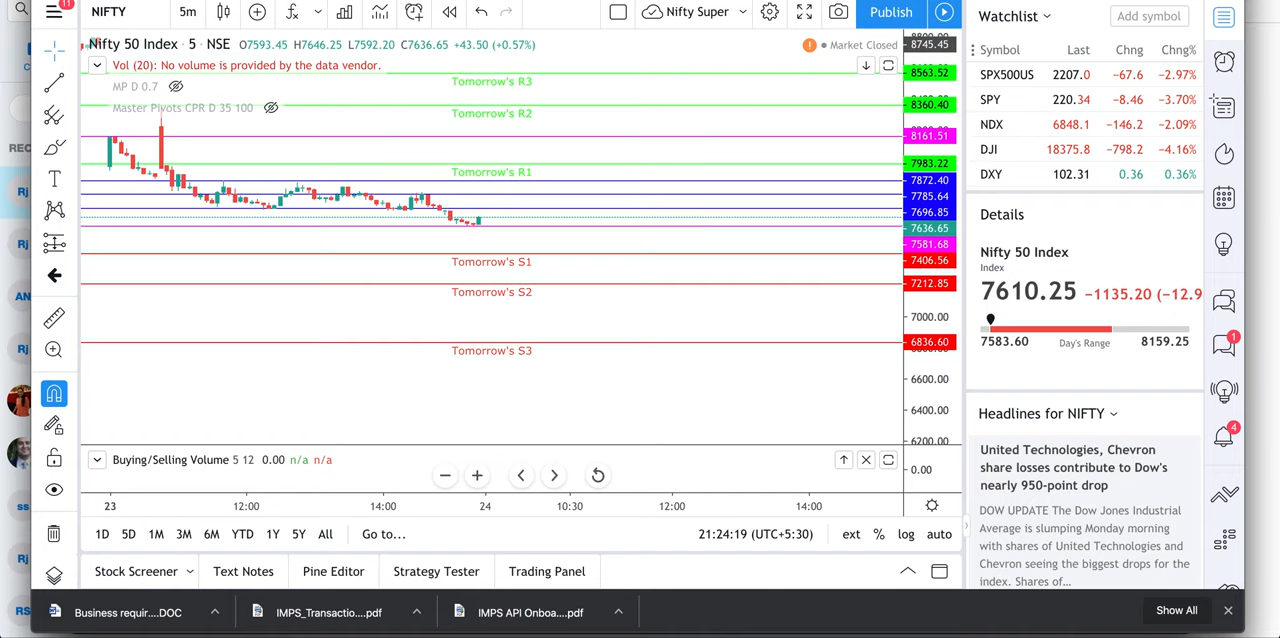 11
NIFTY
5m
Nifty Super
Publish
Nifty 50 Index · 5 · NSE O7593.45 H7646.25 L7592.20 C7636.65 +43.50 (+0.57%)
Market Closed
Vol (20): No volume is provided by the data vendor.
MP D 0.7
Master Pivots CPR D 35 100
Tomorrow's R3
Tomorrow's R2
Tomorrow's R1
Tomorrow's S1
Tomorrow's S2
Tomorrow's S3
8745.45
8563.52
8360.40
8161.51
7983.22
7872.40
7785.64
7696.85
7636.65
7581.68
7406.56
7212.85
7000.00
6836.60
6600.00
6400.00
6200.00
Buying/Selling Volume 5 12 0.00 n/a n/a
0.00
23 12:00 14:00 24 10:30 12:00 14:00
1D 5D 1M 3M 6M YTD 1Y 5Y All Go to... 21:24:19 (UTC+5:30) ext % log auto
Stock Screener Text Notes Pine Editor Strategy Tester Trading Panel
Watchlist
Add symbol
Symbol Last Chng Chng%
SPX500US 2207.0 −67.6 −2.97%
SPY 220.34 −8.46 −3.70%
NDX 6848.1 −146.2 −2.09%
DJI 18375.8 −798.2 −4.16%
DXY 102.31 0.36 0.36%
Details
Nifty 50 Index
Index
7610.25 −1135.20 (−12.9
7583.60 Day's Range 8159.25
Headlines for NIFTY
United Technologies, Chevron
share losses contribute to Dow's
nearly 950-point drop
DOW UPDATE The Dow Jones Industrial
Average is slumping Monday morning
with shares of United Technologies and
Chevron seeing the biggest drops for the
index. Shares of...
1
4
REC
Rj
Rj
AN
Rj
ss
Rj
RS
Business requir....DOC
IMPS_Transactio....pdf
IMPS API Onboa....pdf
Show All